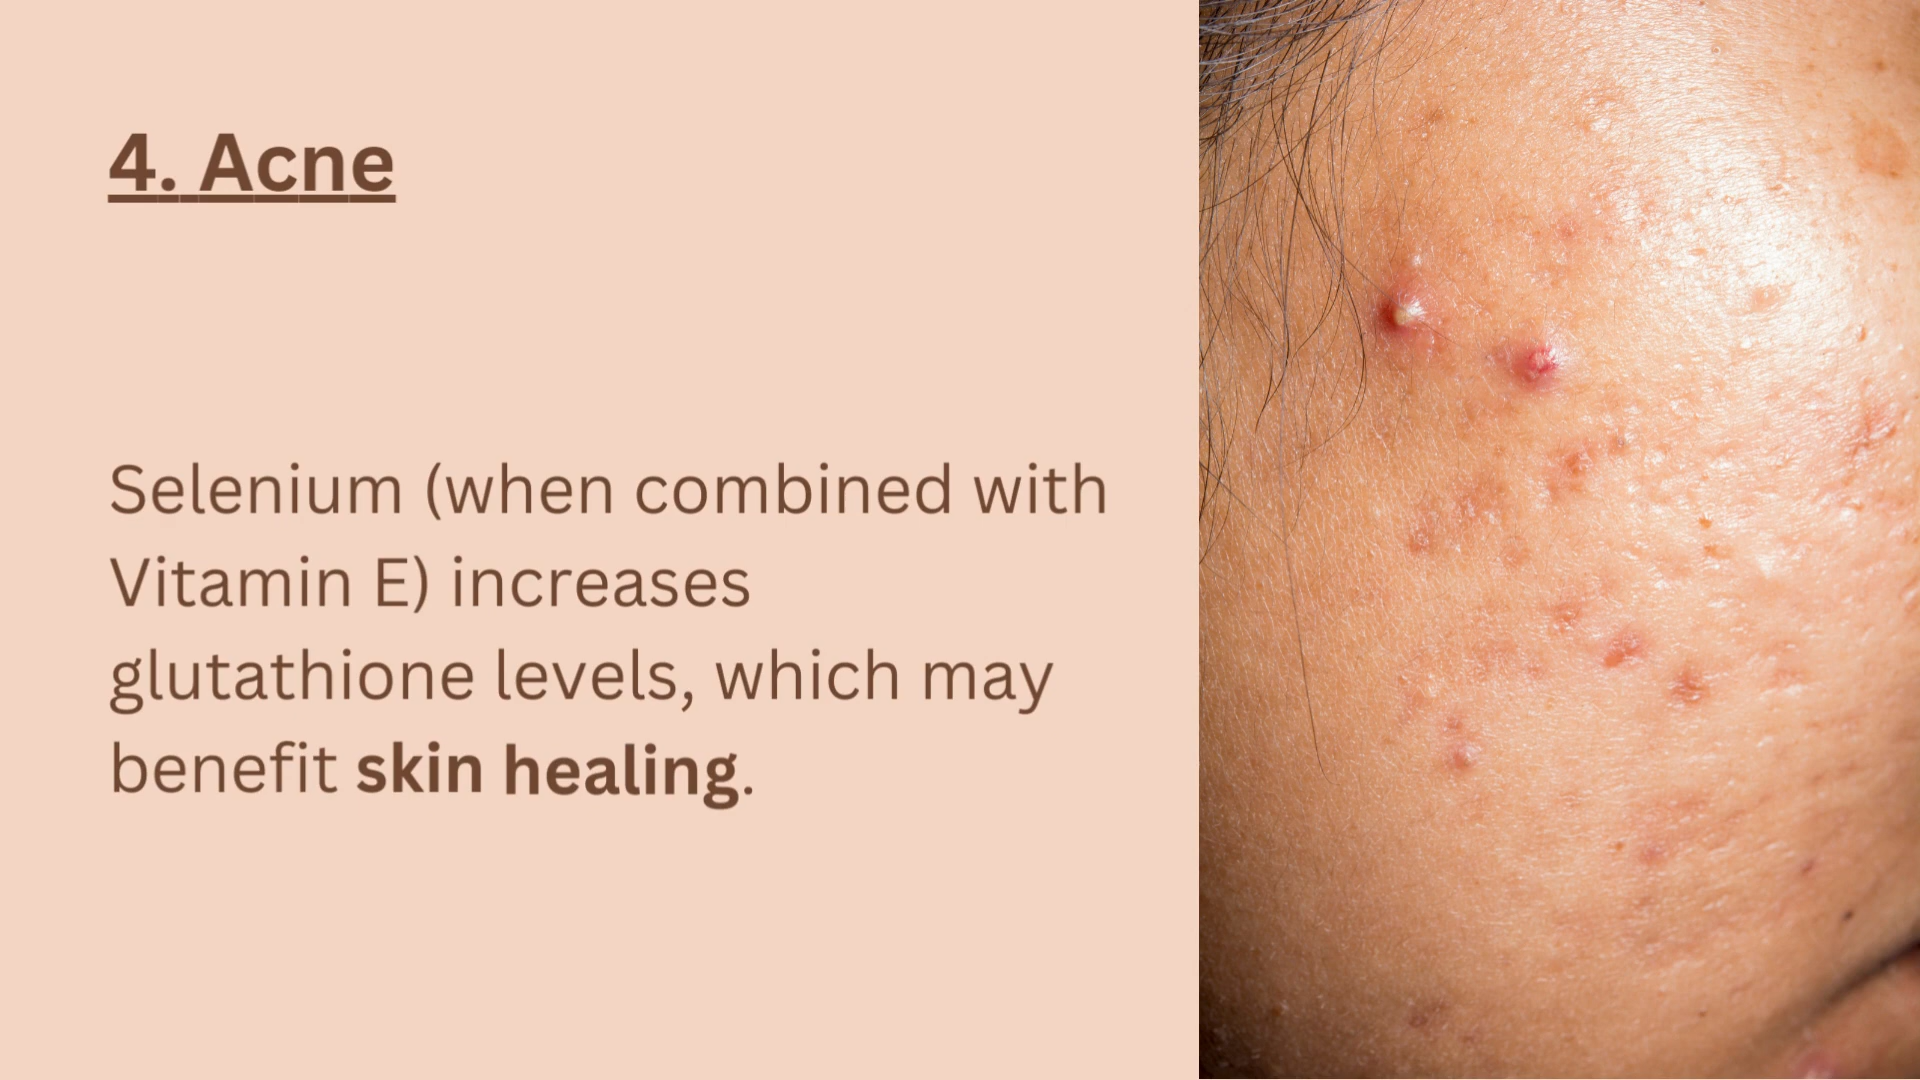 4. Acne
Selenium (when combined with
Vitamin E) increases
glutathione levels, which may
benefit skin healing.